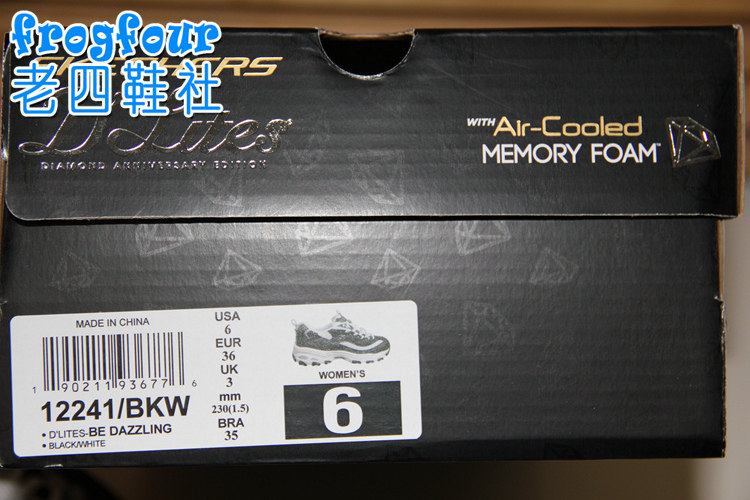 frogfour
老四鞋社
SKECHERS
D'Lites
DIAMOND ANNIVERSARY EDITION
WITH Air-Cooled
MEMORY FOAM™
MADE IN CHINA
1 90211 93677 6
12241/BKW
• D'LITES-BE DAZZLING
• BLACK/WHITE
USA
6
EUR
36
UK
3
mm
230(1.5)
BRA
35
WOMEN'S
6